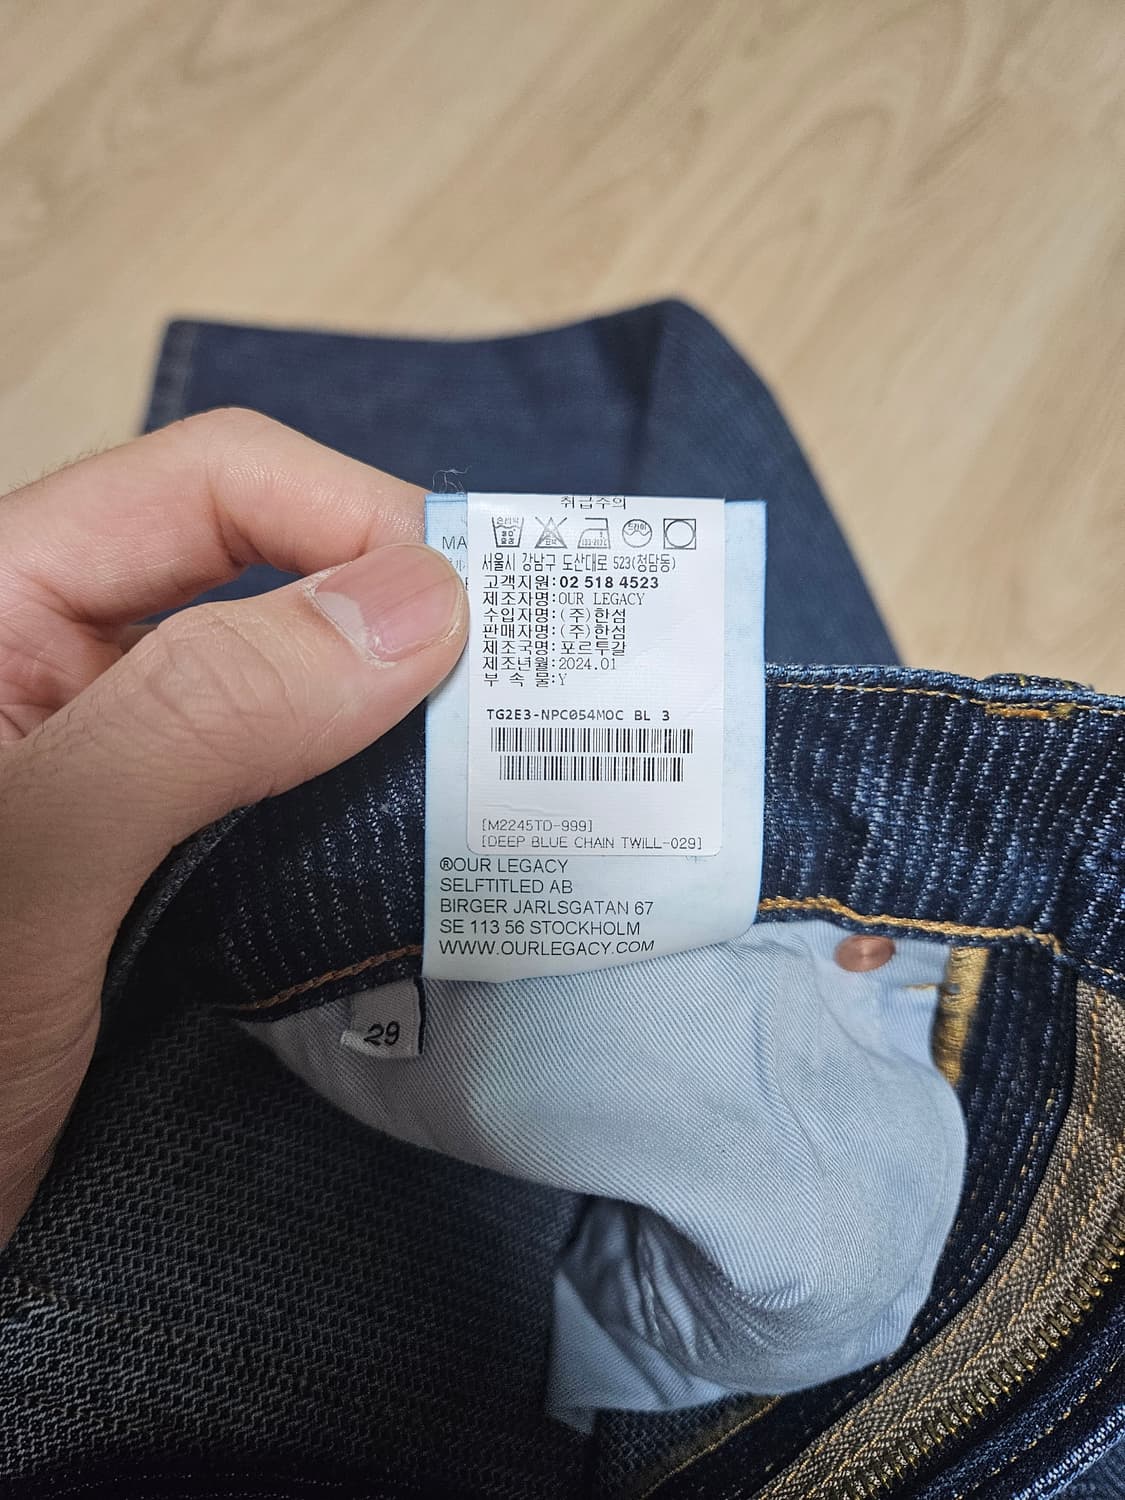 취급주의
MA
서울시 강남구 도산대로 523(청담동)
고객지원:02 518 4523
제조자명:OUR LEGACY
수입자명:(주)한섬
판매자명:(주)한섬
제조국명:포르투갈
제조년월:2024.01
부 속 물:Y
TG2E3-NPC054MOC BL 3
[M2245TD-999]
[DEEP BLUE CHAIN TWILL-029]
®OUR LEGACY
SELFTITLED AB
BIRGER JARLSGATAN 67
SE 113 56 STOCKHOLM
WWW.OURLEGACY.COM
29